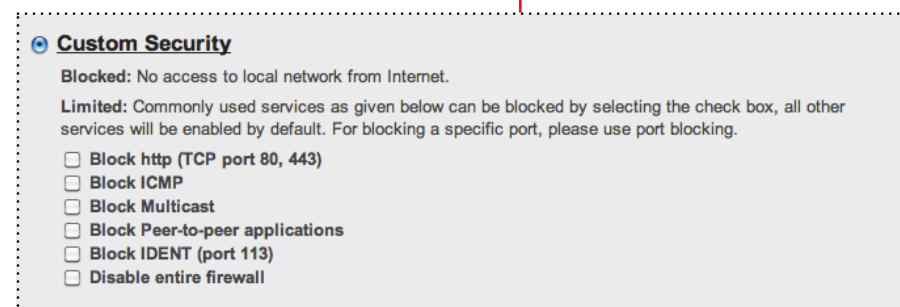 Custom Security
Blocked: No access to local network from Internet.
Limited: Commonly used services as given below can be blocked by selecting the check box, all other
services will be enabled by default. For blocking a specific port, please use port blocking.
Block http (TCP port 80, 443)
Block ICMP
Block Multicast
Block Peer-to-peer applications
Block IDENT (port 113)
Disable entire firewall